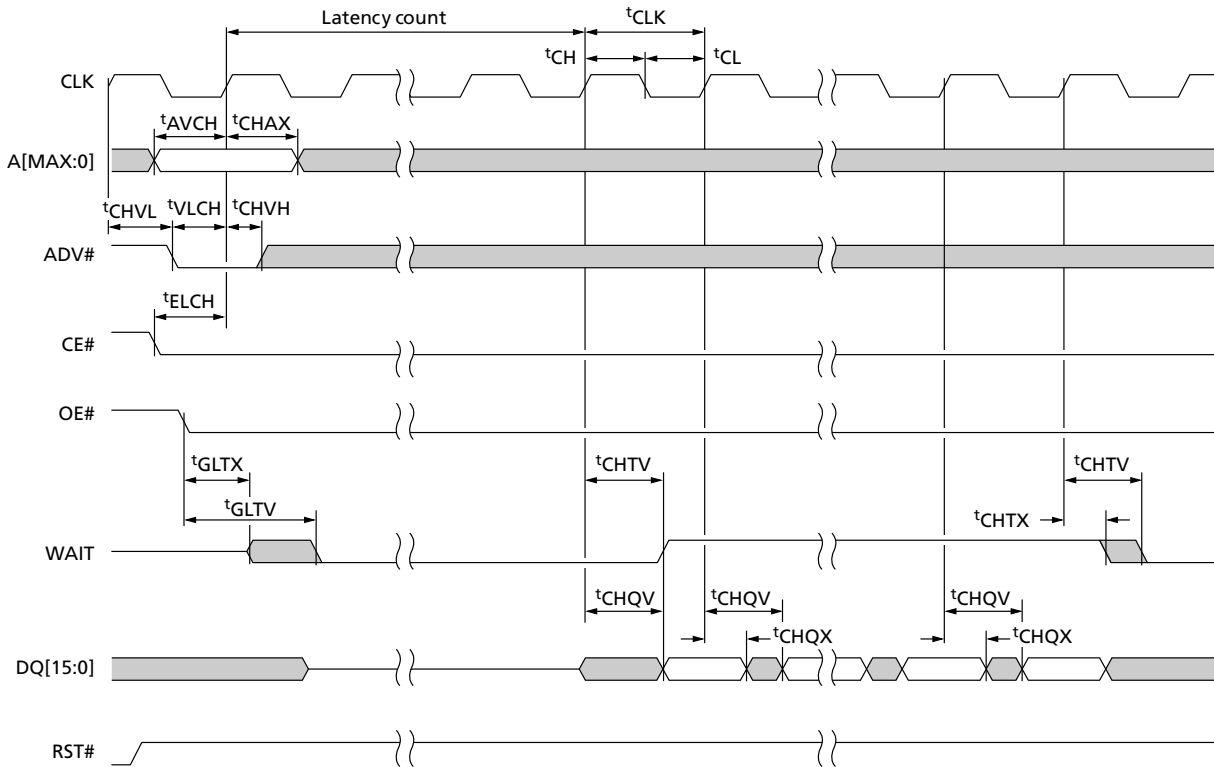 Latency count
tCLK
tCH
tCL
CLK
tAVCH
tCHAX
A[MAX:0]
tCHVL
tVLCH
tCHVH
ADV#
tELCH
CE#
OE#
tGLTX
tCHTV
tCHTV
tGLTV
tCHTX
WAIT
tCHQV
tCHQV
tCHQV
tCHQX
tCHQX
DQ[15:0]
RST#